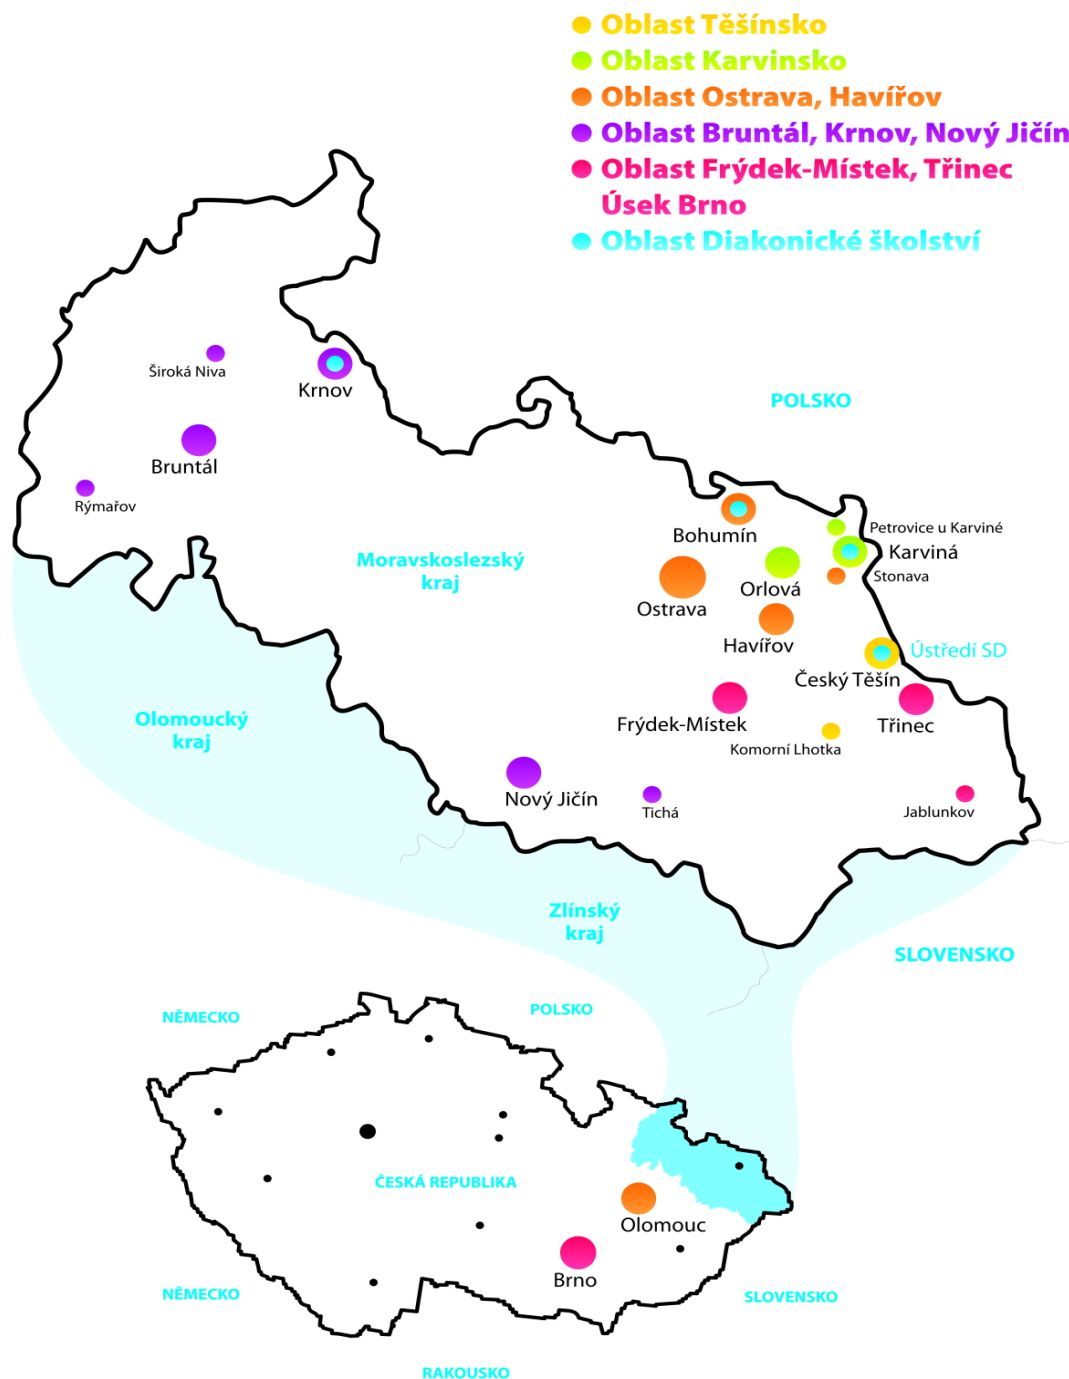 Oblast Těšínsko
Oblast Karvinsko
Oblast Ostrava, Havířov
Oblast Bruntál, Krnov, Nový Jičín
Oblast Frýdek-Místek, Třinec
Úsek Brno
Oblast Diakonické školství
Široká Niva
Krnov
POLSKO
Bruntál
Rýmařov
Bohumín
Petrovice u Karviné
Karviná
Moravskoslezský
kraj
Stonava
Orlová
Ostrava
Havířov
Ústředí SD
Český Těšín
Olomoucký
kraj
Frýdek-Místek
Třinec
Komorní Lhotka
Nový Jičín
Tichá
Jablunkov
Zlínský
kraj
SLOVENSKO
NĚMECKO
POLSKO
ČESKÁ REPUBLIKA
Olomouc
Brno
NĚMECKO
SLOVENSKO
RAKOUSKO